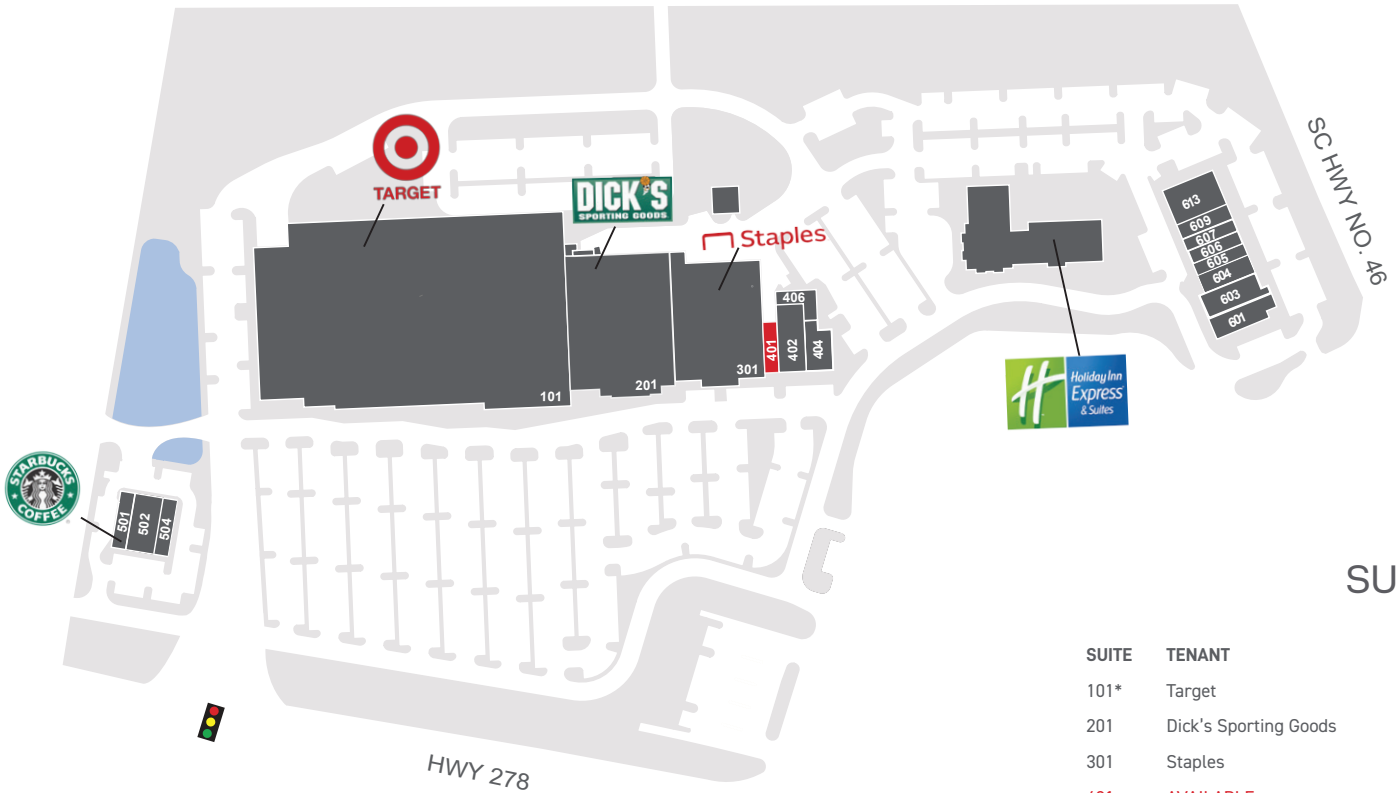 TARGET
DICK'S
SPORTING GOODS
Staples
SC HWY NO. 46
613
609
607
606
605
604
603
601
406
401
402
404
301
201
101
Holiday Inn
Express
& Suites
STARBUCKS
COFFEE
501
502
504
HWY 278
SU
SUITE TENANT
101* Target
201 Dick's Sporting Goods
301 Staples
401 AVAILABLE